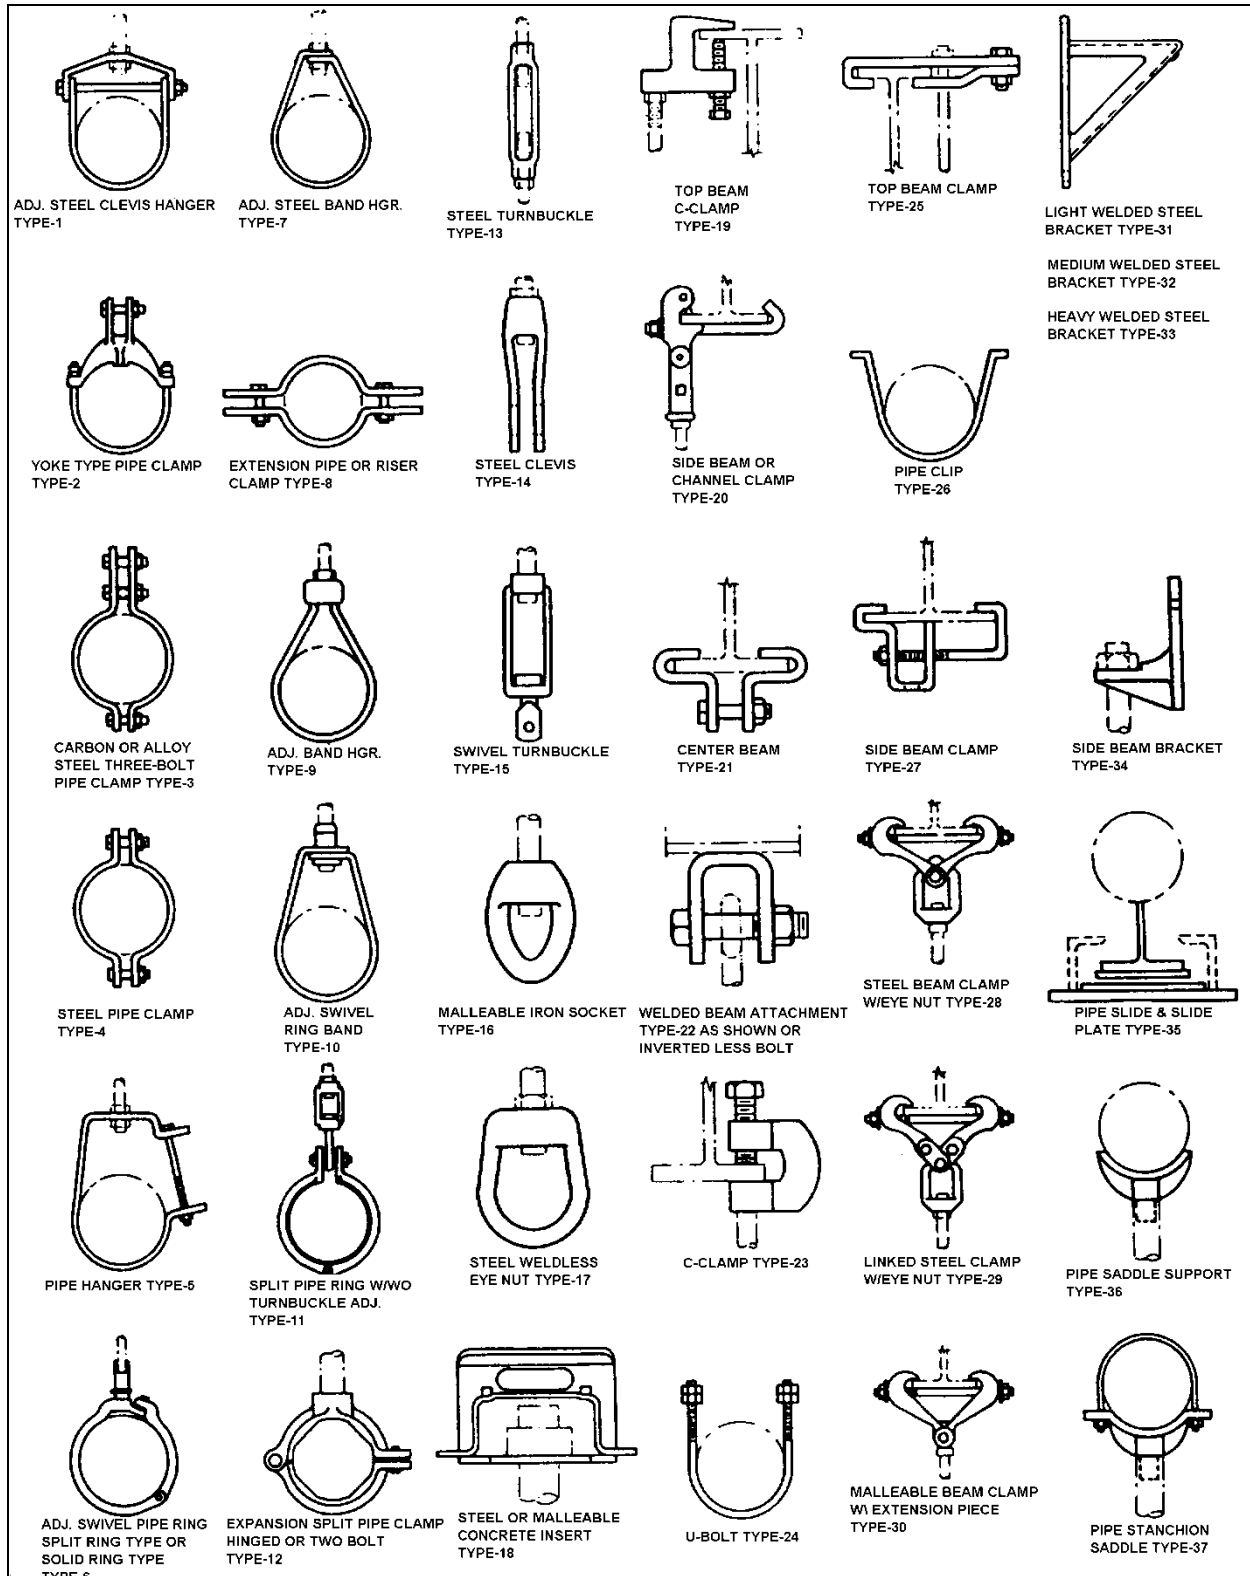 ADJ. STEEL CLEVIS HANGER
TYPE-1
ADJ. STEEL BAND HGR.
TYPE-7
STEEL TURNBUCKLE
TYPE-13
TOP BEAM
C-CLAMP
TYPE-19
TOP BEAM CLAMP
TYPE-25
LIGHT WELDED STEEL
BRACKET TYPE-31
MEDIUM WELDED STEEL
BRACKET TYPE-32
HEAVY WELDED STEEL
BRACKET TYPE-33
YOKE TYPE PIPE CLAMP
TYPE-2
EXTENSION PIPE OR RISER
CLAMP TYPE-8
STEEL CLEVIS
TYPE-14
SIDE BEAM OR
CHANNEL CLAMP
TYPE-20
PIPE CLIP
TYPE-26
CARBON OR ALLOY
STEEL THREE-BOLT
PIPE CLAMP TYPE-3
ADJ. BAND HGR.
TYPE-9
SWIVEL TURNBUCKLE
TYPE-15
CENTER BEAM
TYPE-21
SIDE BEAM CLAMP
TYPE-27
SIDE BEAM BRACKET
TYPE-34
STEEL PIPE CLAMP
TYPE-4
ADJ. SWIVEL
RING BAND
TYPE-10
MALLEABLE IRON SOCKET
TYPE-16
WELDED BEAM ATTACHMENT
TYPE-22 AS SHOWN OR
INVERTED LESS BOLT
STEEL BEAM CLAMP
W/EYE NUT TYPE-28
PIPE SLIDE & SLIDE
PLATE TYPE-35
PIPE HANGER TYPE-5
SPLIT PIPE RING W/WO
TURNBUCKLE ADJ.
TYPE-11
STEEL WELDLESS
EYE NUT TYPE-17
C-CLAMP TYPE-23
LINKED STEEL CLAMP
W/EYE NUT TYPE-29
PIPE SADDLE SUPPORT
TYPE-36
ADJ. SWIVEL PIPE RING
SPLIT RING TYPE OR
SOLID RING TYPE
TYPE-6
EXPANSION SPLIT PIPE CLAMP
HINGED OR TWO BOLT
TYPE-12
STEEL OR MALLEABLE
CONCRETE INSERT
TYPE-18
U-BOLT TYPE-24
MALLEABLE BEAM CLAMP
W\ EXTENSION PIECE
TYPE-30
PIPE STANCHION
SADDLE TYPE-37